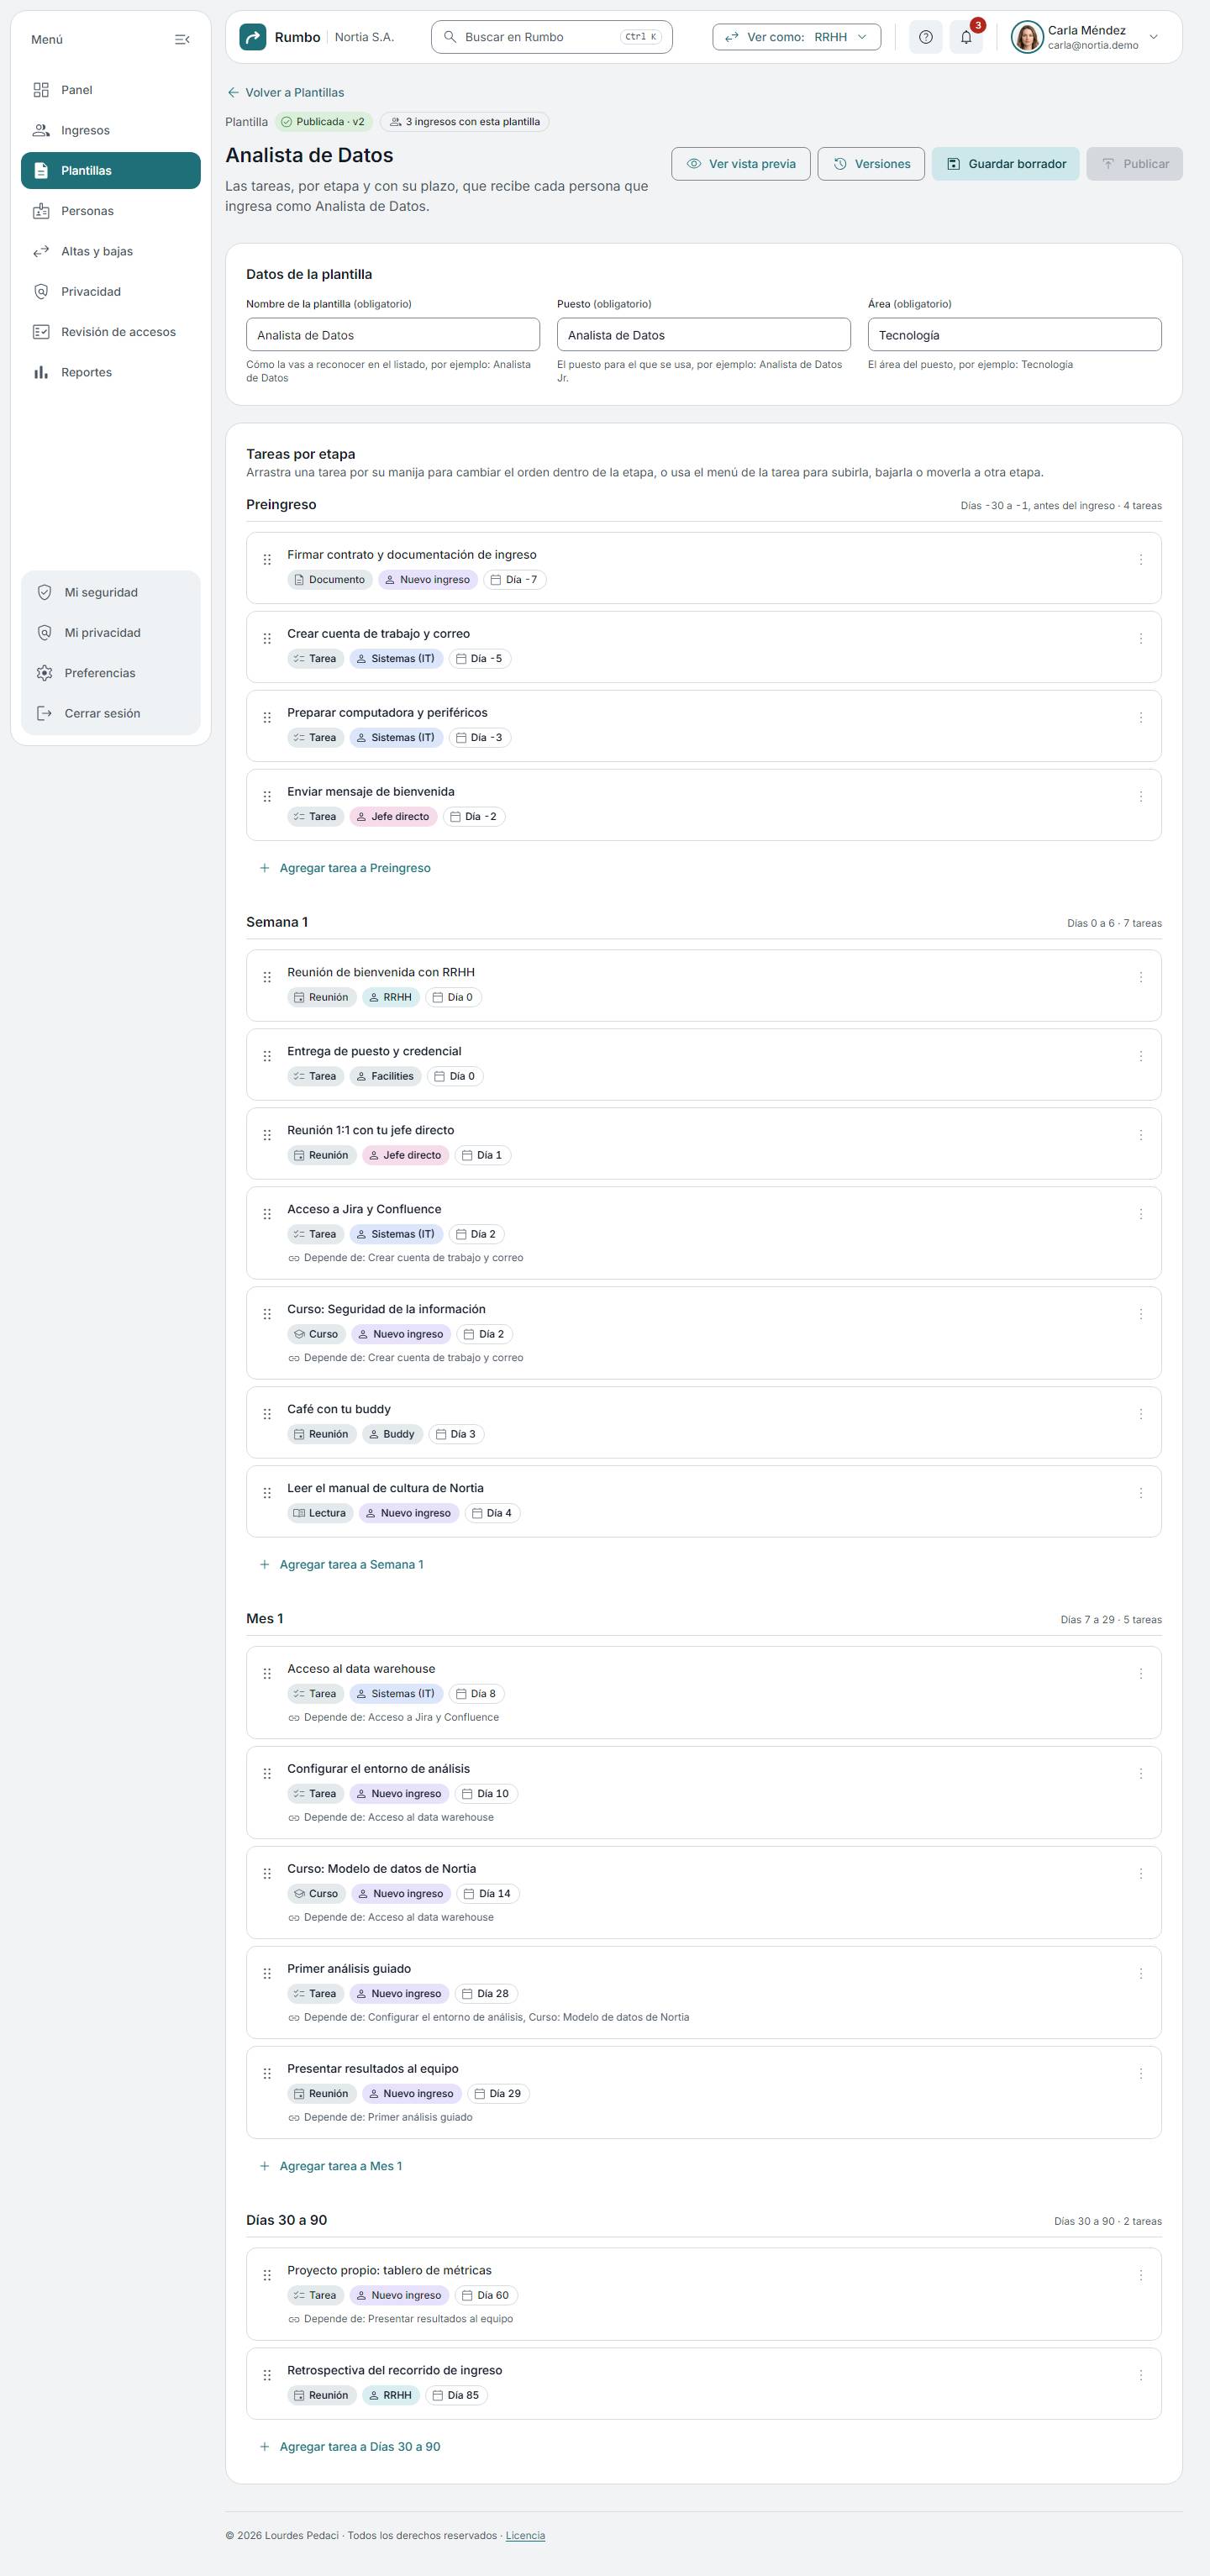 Menú
Panel
Ingresos
Plantillas
Personas
Altas y bajas
Privacidad
Revisión de accesos
Reportes
Mi seguridad
Mi privacidad
Preferencias
Cerrar sesión
Rumbo Nortia S.A.
Buscar en Rumbo Ctrl K
Ver como: RRHH
3
Carla Méndez
carla@nortia.demo
Volver a Plantillas
Plantilla Publicada · v2 3 ingresos con esta plantilla
Analista de Datos
Las tareas, por etapa y con su plazo, que recibe cada persona que
ingresa como Analista de Datos.
Ver vista previa Versiones Guardar borrador Publicar
Datos de la plantilla
Nombre de la plantilla (obligatorio)
Analista de Datos
Cómo la vas a reconocer en el listado, por ejemplo: Analista
de Datos
Puesto (obligatorio)
Analista de Datos
El puesto para el que se usa, por ejemplo: Analista de Datos
Jr.
Área (obligatorio)
Tecnología
El área del puesto, por ejemplo: Tecnología
Tareas por etapa
Arrastra una tarea por su manija para cambiar el orden dentro de la etapa, o usa el menú de la tarea para subirla, bajarla o moverla a otra etapa.
Preingreso Días -30 a -1, antes del ingreso · 4 tareas
Firmar contrato y documentación de ingreso
Documento Nuevo ingreso Día -7
Crear cuenta de trabajo y correo
Tarea Sistemas (IT) Día -5
Preparar computadora y periféricos
Tarea Sistemas (IT) Día -3
Enviar mensaje de bienvenida
Tarea Jefe directo Día -2
Agregar tarea a Preingreso
Semana 1 Días 0 a 6 · 7 tareas
Reunión de bienvenida con RRHH
Reunión RRHH Día 0
Entrega de puesto y credencial
Tarea Facilities Día 0
Reunión 1:1 con tu jefe directo
Reunión Jefe directo Día 1
Acceso a Jira y Confluence
Tarea Sistemas (IT) Día 2
Depende de: Crear cuenta de trabajo y correo
Curso: Seguridad de la información
Curso Nuevo ingreso Día 2
Depende de: Crear cuenta de trabajo y correo
Café con tu buddy
Reunión Buddy Día 3
Leer el manual de cultura de Nortia
Lectura Nuevo ingreso Día 4
Agregar tarea a Semana 1
Mes 1 Días 7 a 29 · 5 tareas
Acceso al data warehouse
Tarea Sistemas (IT) Día 8
Depende de: Acceso a Jira y Confluence
Configurar el entorno de análisis
Tarea Nuevo ingreso Día 10
Depende de: Acceso al data warehouse
Curso: Modelo de datos de Nortia
Curso Nuevo ingreso Día 14
Depende de: Acceso al data warehouse
Primer análisis guiado
Tarea Nuevo ingreso Día 28
Depende de: Configurar el entorno de análisis, Curso: Modelo de datos de Nortia
Presentar resultados al equipo
Reunión Nuevo ingreso Día 29
Depende de: Primer análisis guiado
Agregar tarea a Mes 1
Días 30 a 90 Días 30 a 90 · 2 tareas
Proyecto propio: tablero de métricas
Tarea Nuevo ingreso Día 60
Depende de: Presentar resultados al equipo
Retrospectiva del recorrido de ingreso
Reunión RRHH Día 85
Agregar tarea a Días 30 a 90
© 2026 Lourdes Pedaci · Todos los derechos reservados · Licencia